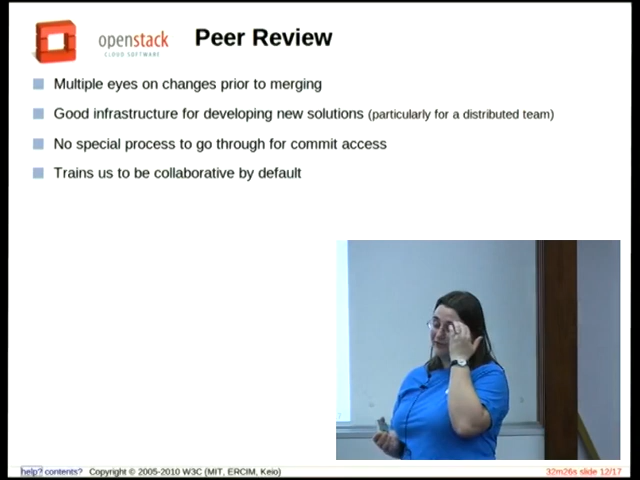 openstack
CLOUD SOFTWARE
Peer Review
Multiple eyes on changes prior to merging
Good infrastructure for developing new solutions (particularly for a distributed team)
No special process to go through for commit access
Trains us to be collaborative by default
help? contents? Copyright © 2005-2010 W3C (MIT, ERCIM, Keio)
32m26s slide 12/17